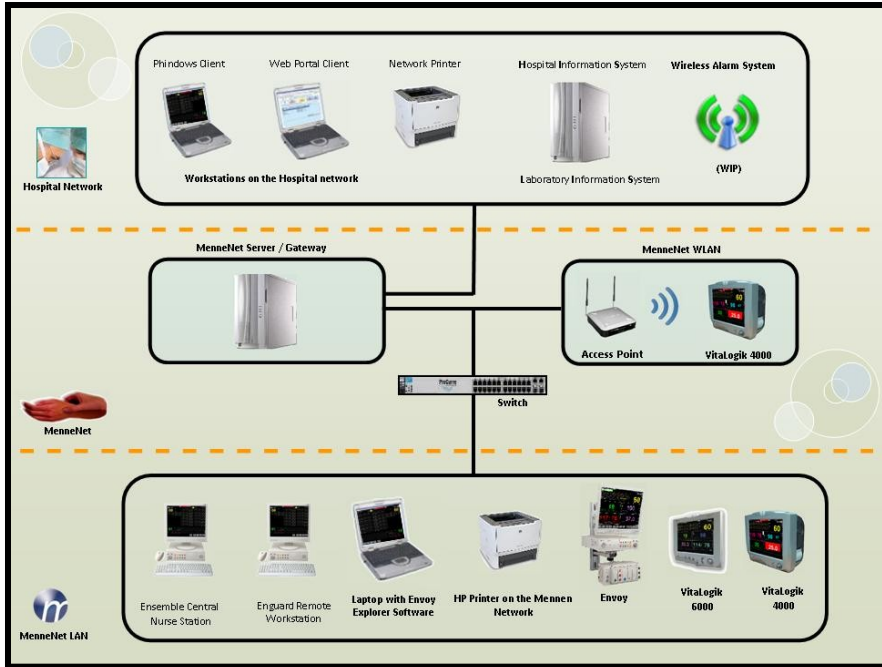 Phindows Client
Web Portal Client
Network Printer
Hospital Information System
Wireless Alarm System
(WIP)
Workstations on the Hospital network
Laboratory Information System
Hospital Network
MenneNet Server / Gateway
MenneNet WLAN
Access Point
VitaLogik 4000
ProCurve
Switch
MenneNet
Ensemble Central
Nurse Station
Enguard Remote
Workstation
Laptop with Envoy
Explorer Software
HP Printer on the Mennen
Network
Envoy
VitaLogik
6000
VitaLogik
4000
m
MenneNet LAN